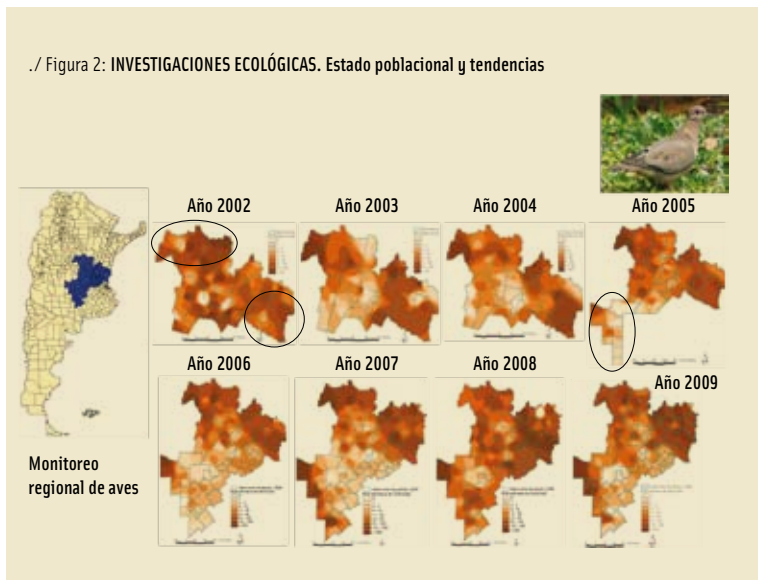 ./ Figura 2: INVESTIGACIONES ECOLÓGICAS. Estado poblacional y tendencias
Año 2002
Año 2003
Año 2004
Año 2005
Año 2006
Año 2007
Año 2008
Año 2009
Monitoreo
regional de aves